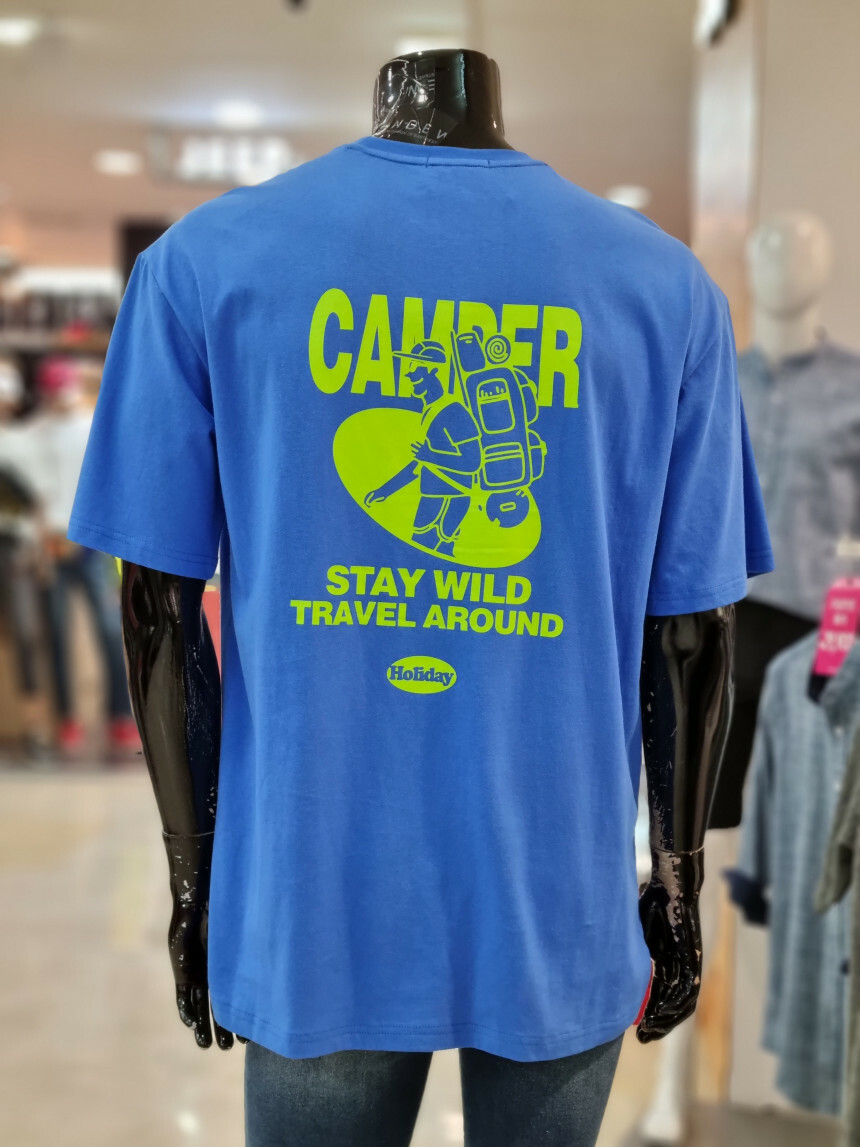 CAMPER
STAY WILD
TRAVEL AROUND
Holiday